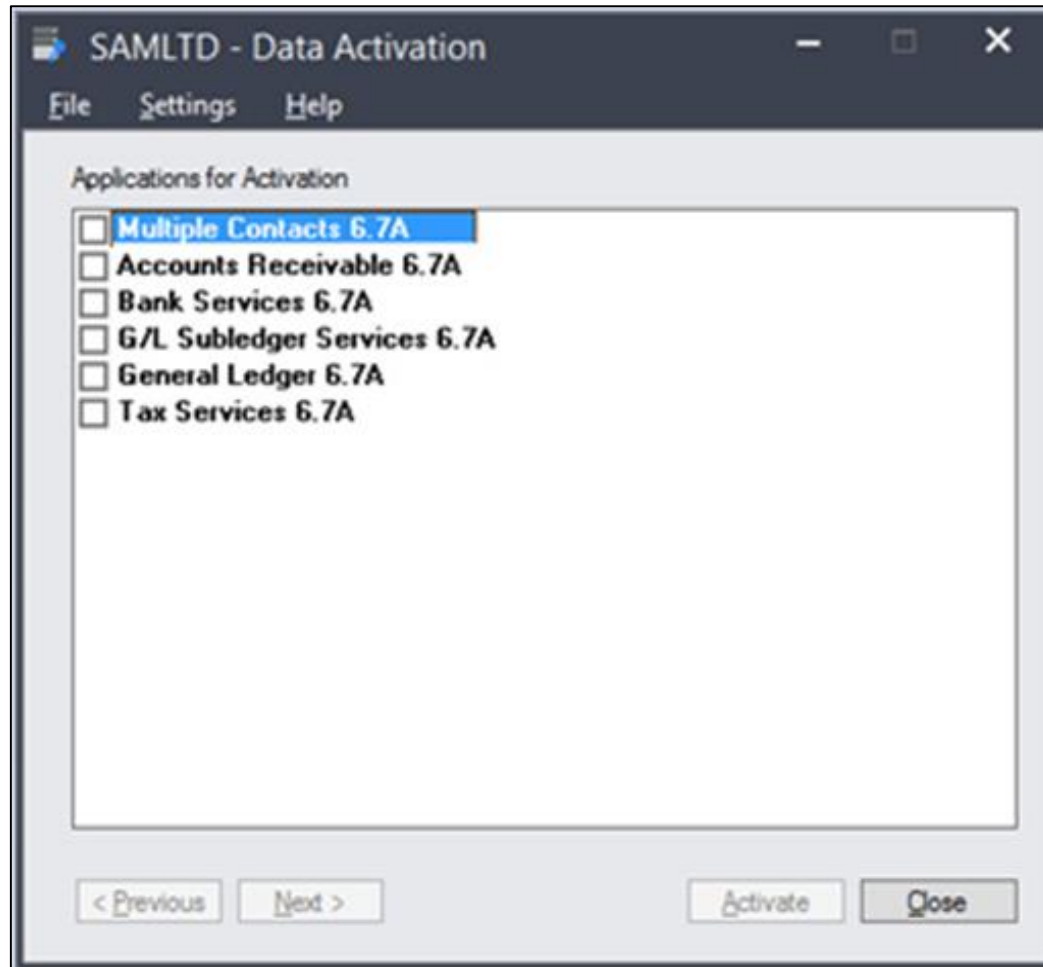 SAMLTD - Data Activation
File Settings Help
Applications for Activation
Multiple Contacts 6.7A
Accounts Receivable 6.7A
Bank Services 6.7A
G/L Subledger Services 6.7A
General Ledger 6.7A
Tax Services 6.7A
< Previous Next > Activate Close